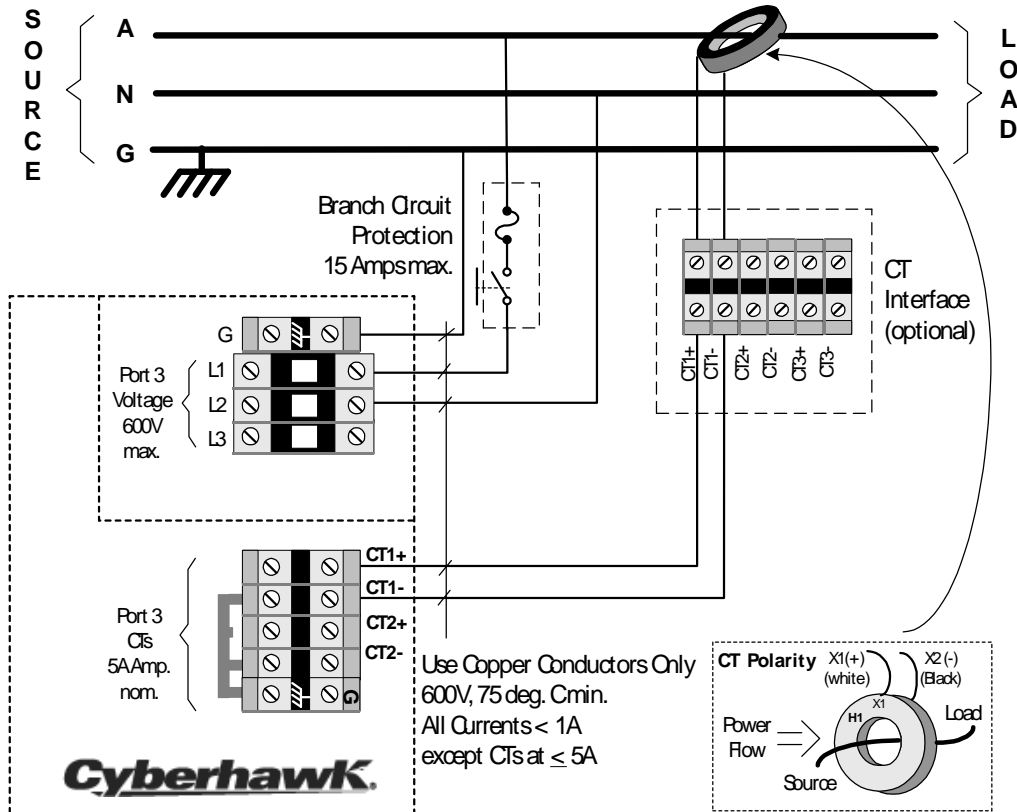 SOURCE
A
N
G
LOAD
Branch Circuit
Protection
15 Amps max.
CT
Interface
(optional)
CT1+
CT1-
CT2+
CT2-
CT3+
CT3-
G
L1
L2
L3
Port 3
Voltage
600V
max.
CT1+
CT1-
CT2+
CT2-
G
Port 3
CTs
5A Amp.
nom.
Use Copper Conductors Only
600V, 75 deg. C min.
All Currents < 1A
except CTs at ≤ 5A
Cyberhawk.
CT Polarity
X1 (+)
(white)
X2 (-)
(Black)
X1
H1
Power
Flow
Load
Source